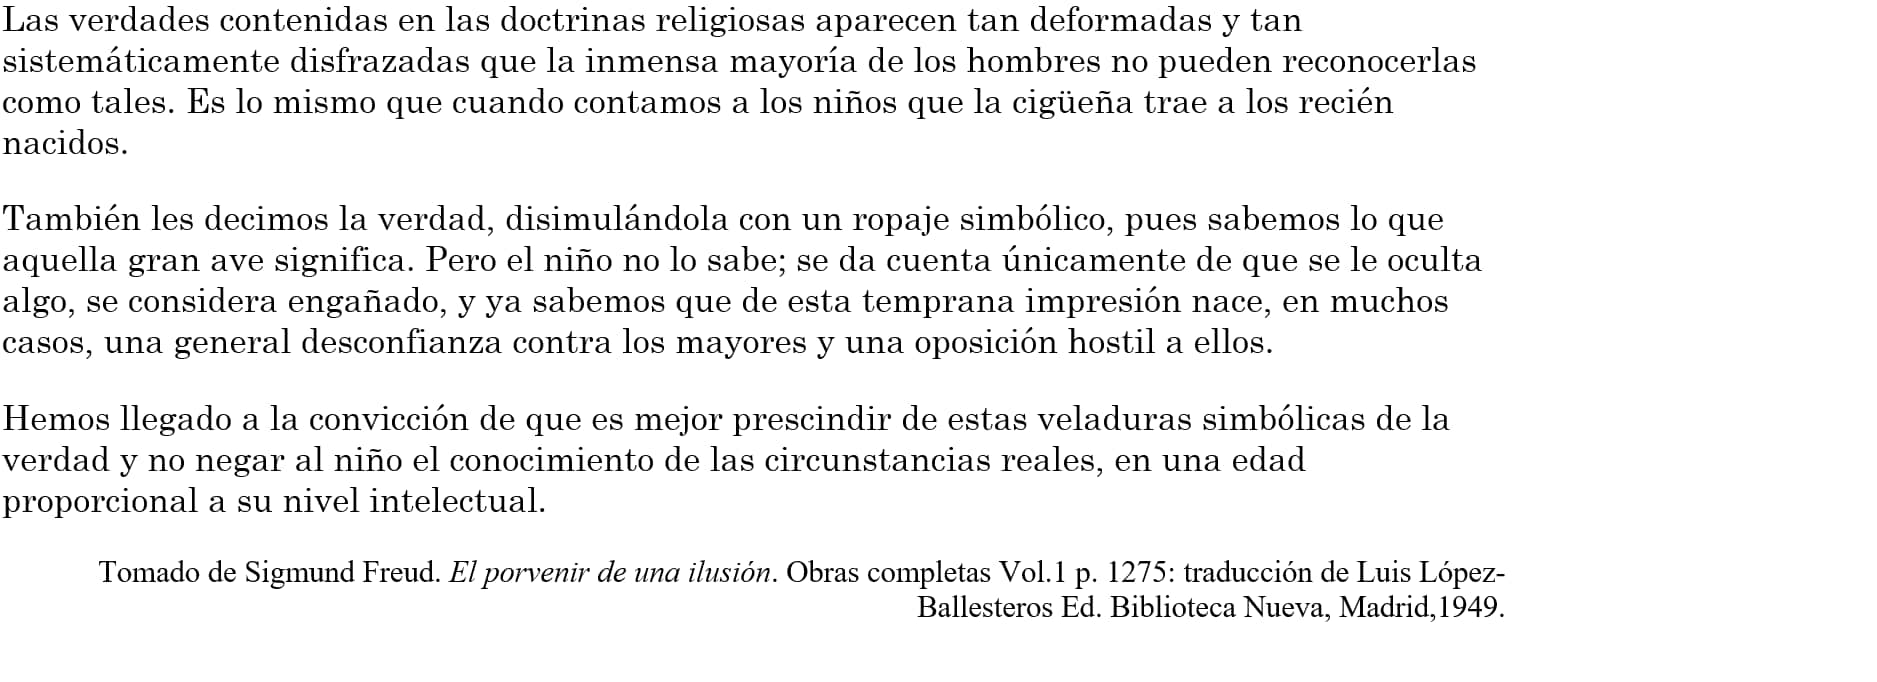 Las verdades contenidas en las doctrinas religiosas aparecen tan deformadas y tan
sistemáticamente disfrazadas que la inmensa mayoría de los hombres no pueden reconocerlas
como tales. Es lo mismo que cuando contamos a los niños que la cigüeña trae a los recién
nacidos.
También les decimos la verdad, disimulándola con un ropaje simbólico, pues sabemos lo que
aquella gran ave significa. Pero el niño no lo sabe; se da cuenta únicamente de que se le oculta
algo, se considera engañado, y ya sabemos que de esta temprana impresión nace, en muchos
casos, una general desconfianza contra los mayores y una oposición hostil a ellos.
Hemos llegado a la convicción de que es mejor prescindir de estas veladuras simbólicas de la
verdad y no negar al niño el conocimiento de las circunstancias reales, en una edad
proporcional a su nivel intelectual.
Tomado de Sigmund Freud. El porvenir de una ilusión. Obras completas Vol.1 p. 1275: traducción de Luis López-
Ballesteros Ed. Biblioteca Nueva, Madrid,1949.